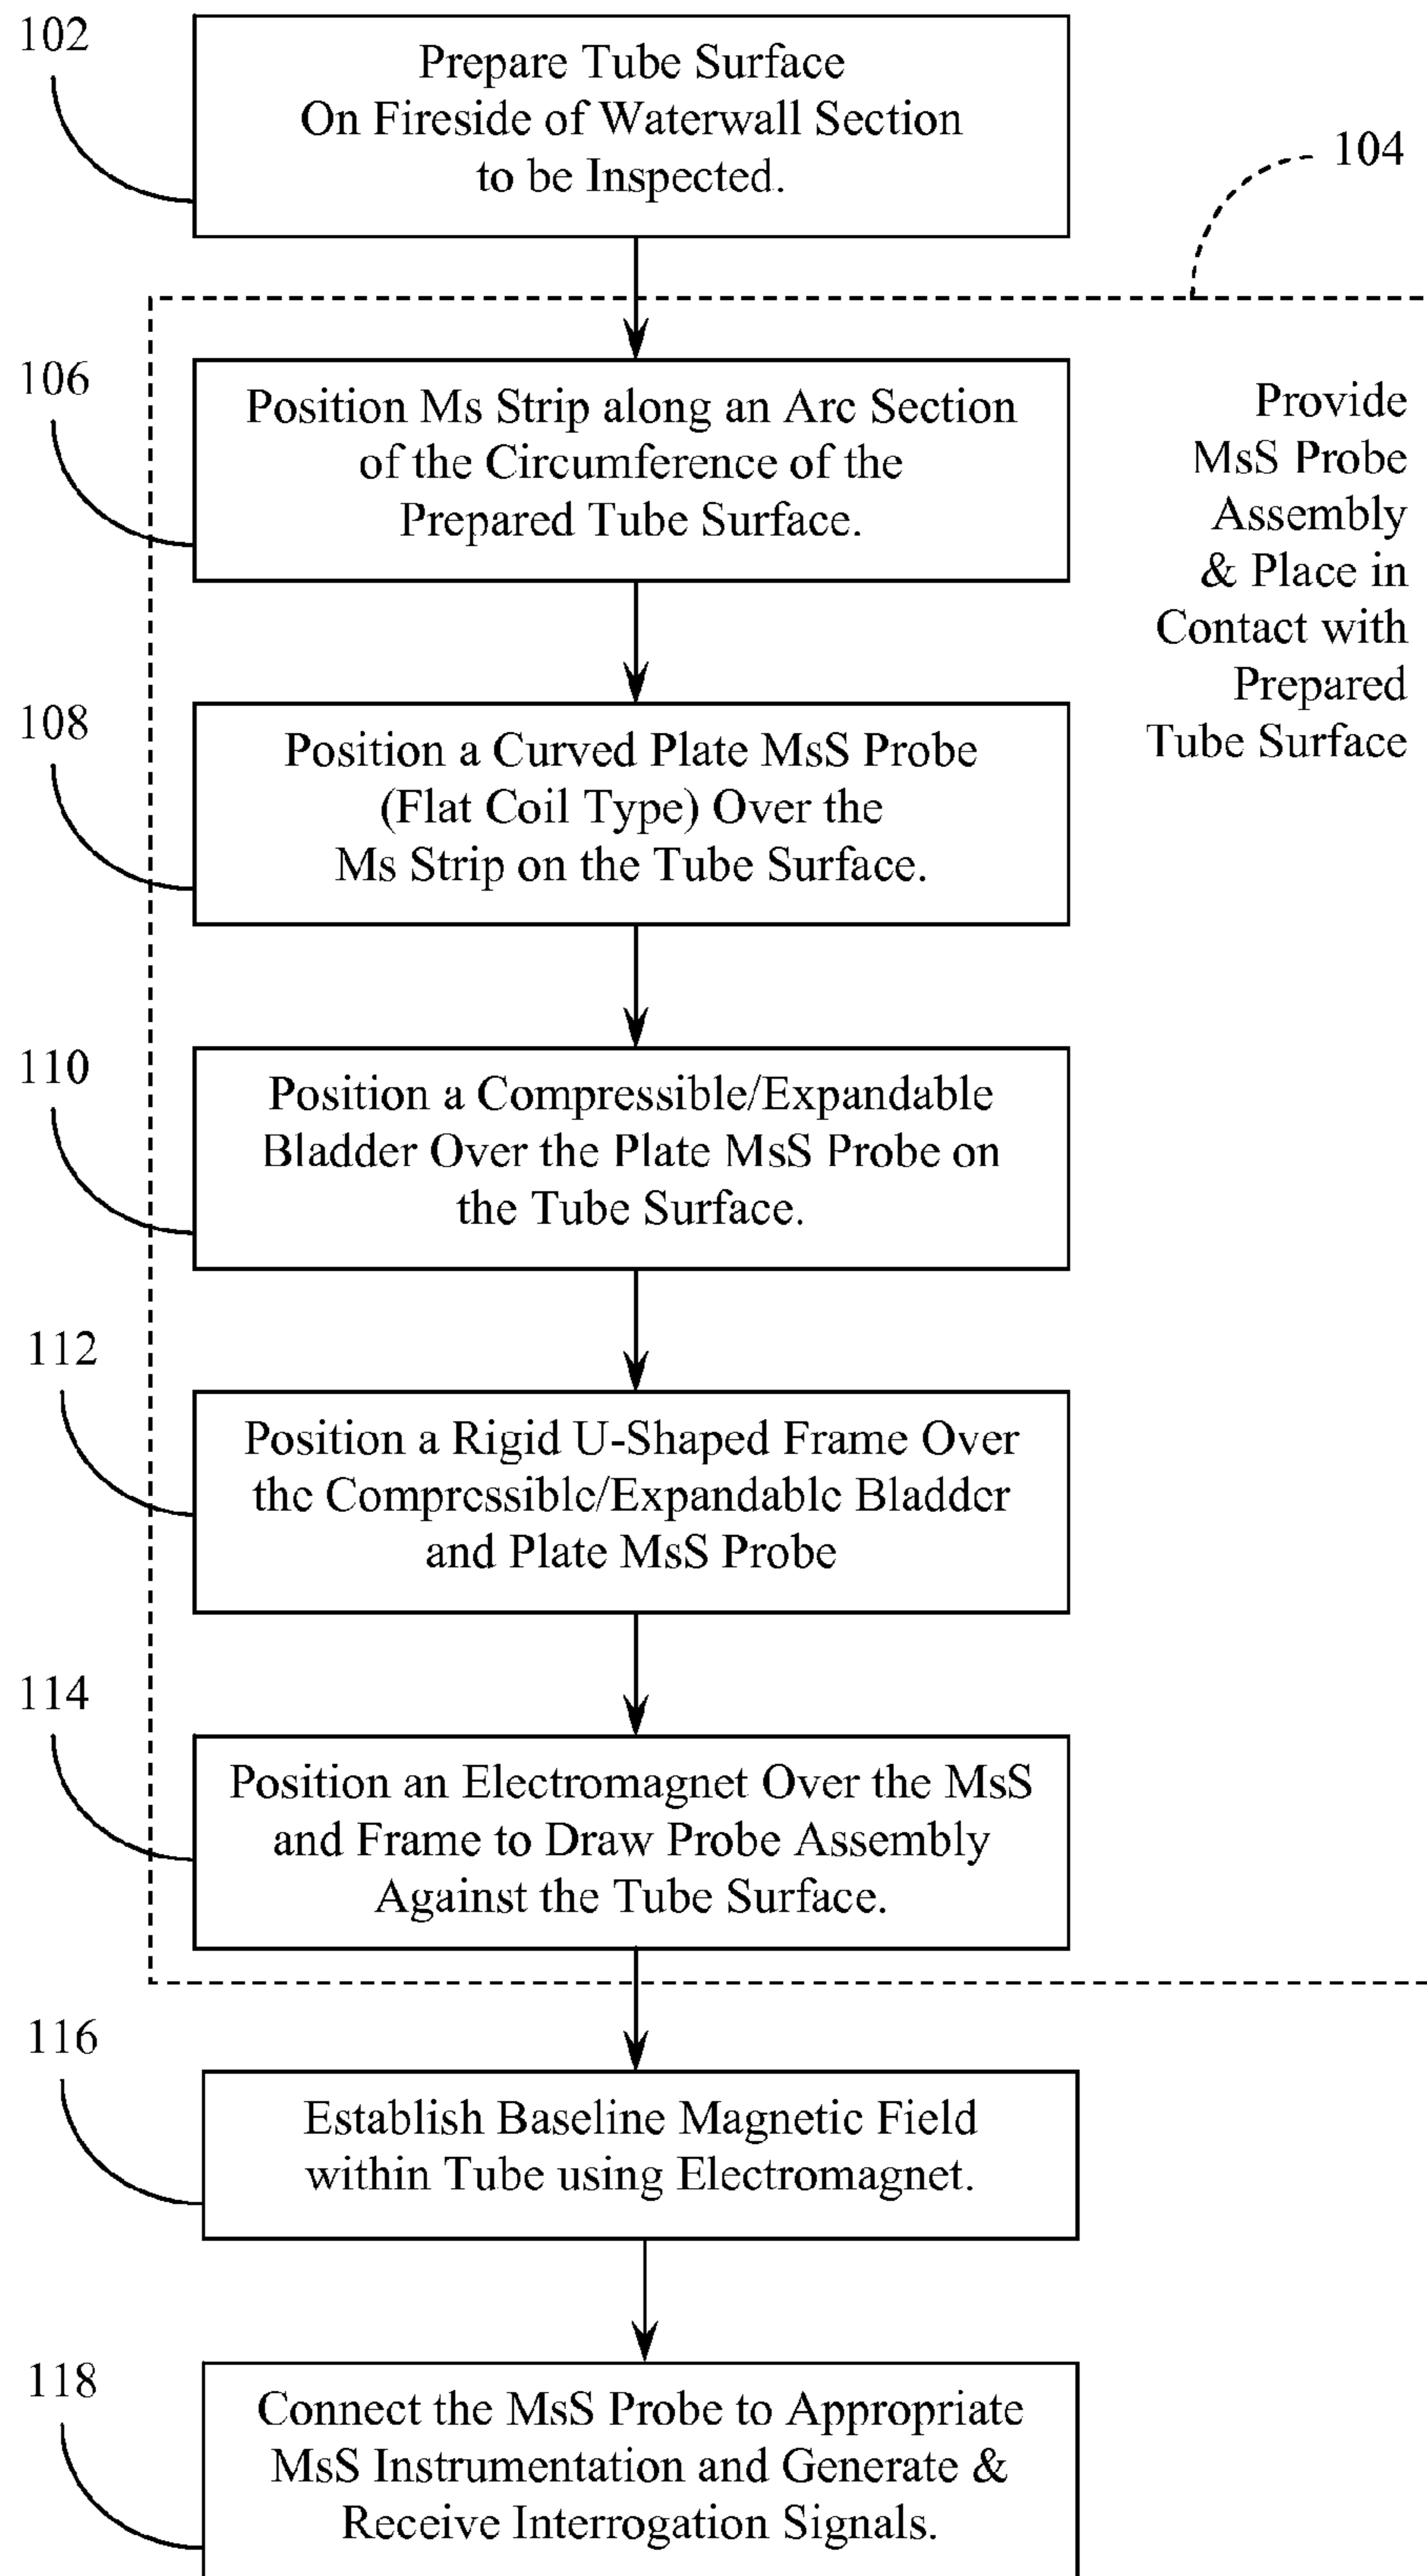 102
Prepare Tube Surface
On Fireside of Waterwall Section
to be Inspected.
104
106
Position Ms Strip along an Arc Section
of the Circumference of the
Prepared Tube Surface.
Provide
MsS Probe
Assembly
& Place in
Contact with
Prepared
Tube Surface
108
Position a Curved Plate MsS Probe
(Flat Coil Type) Over the
Ms Strip on the Tube Surface.
110
Position a Compressible/Expandable
Bladder Over the Plate MsS Probe on
the Tube Surface.
112
Position a Rigid U-Shaped Frame Over
the Compressible/Expandable Bladder
and Plate MsS Probe
114
Position an Electromagnet Over the MsS
and Frame to Draw Probe Assembly
Against the Tube Surface.
116
Establish Baseline Magnetic Field
within Tube using Electromagnet.
118
Connect the MsS Probe to Appropriate
MsS Instrumentation and Generate &
Receive Interrogation Signals.